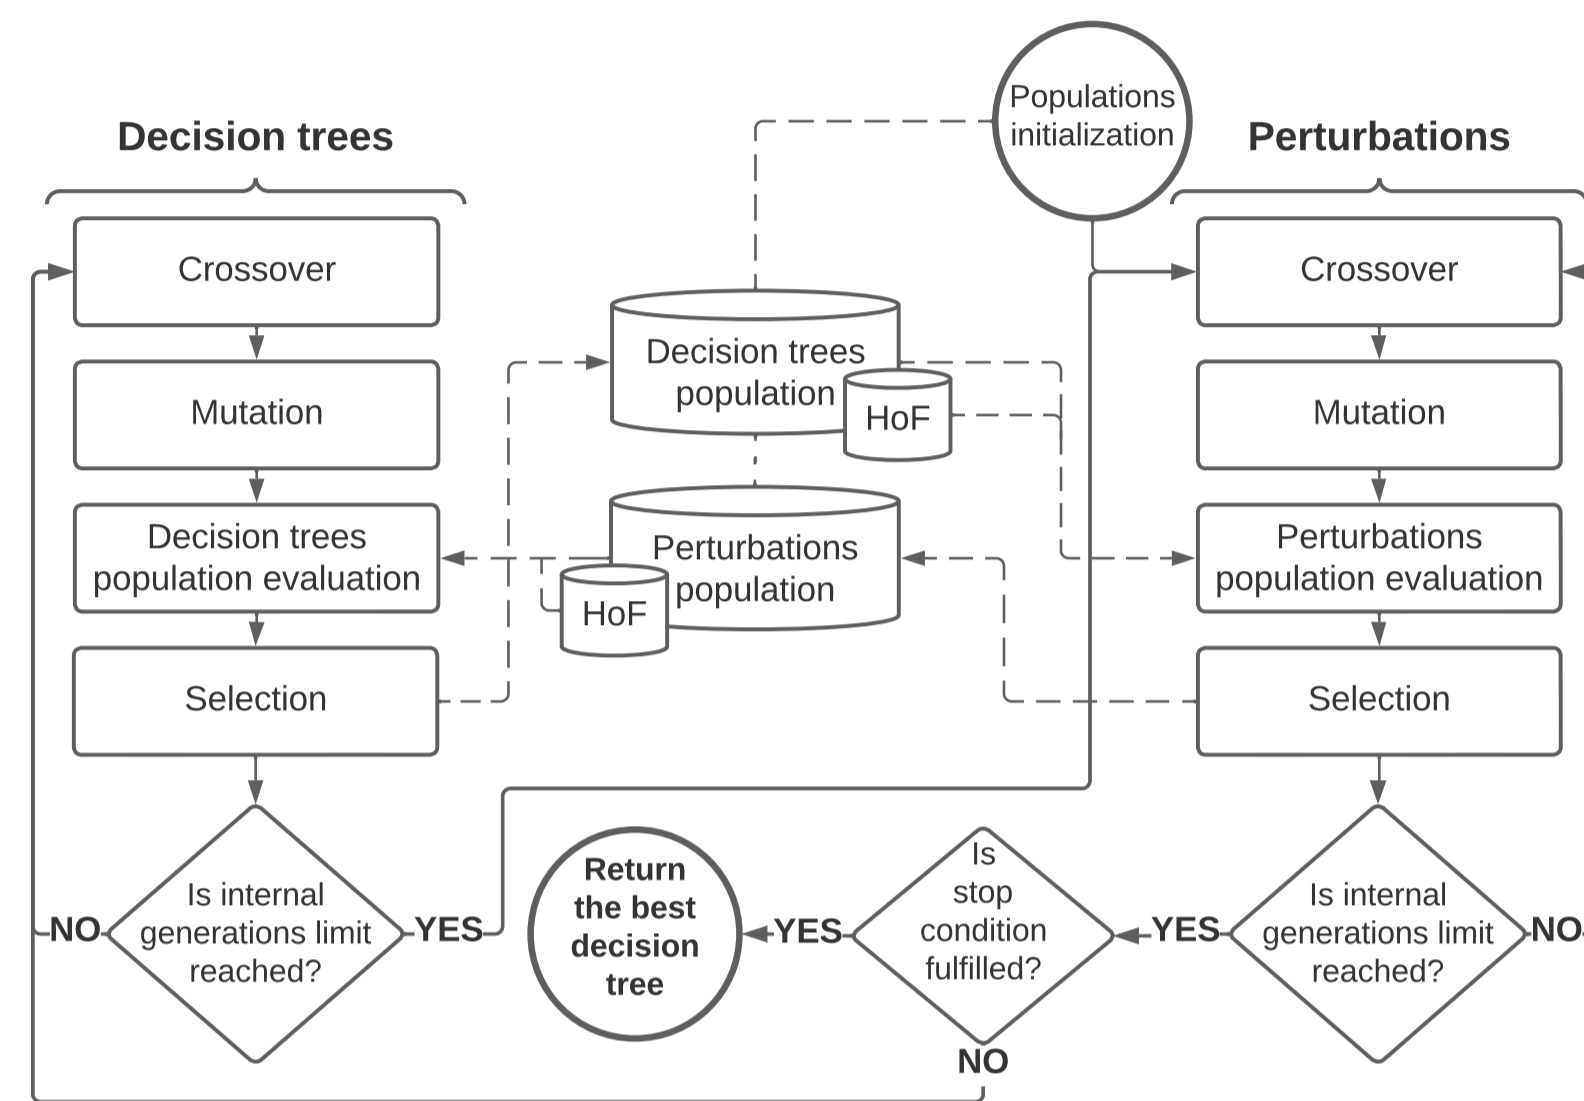 Populations
initialization
Decision trees
Perturbations
Crossover
Mutation
Decision trees
population evaluation
Selection
Is internal
generations limit
reached?
NO
YES
Decision trees
population
HoF
Perturbations
population
HoF
Crossover
Mutation
Perturbations
population evaluation
Selection
Is internal
generations limit
reached?
NO
YES
Is
stop
condition
fulfilled?
NO
YES
Return
the best
decision
tree